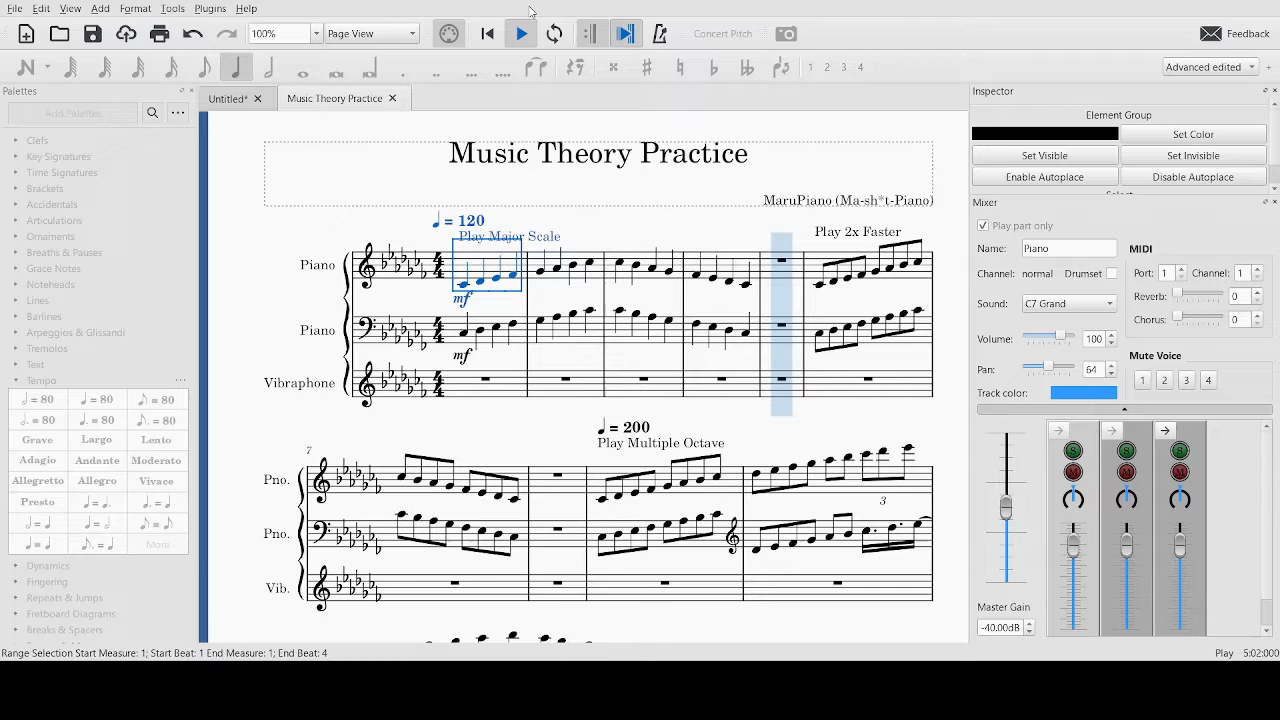 File Edit View Add Format Tools Plugins Help
100% Page View Concert Pitch Feedback
1 2 3 4 Advanced edited +
Palettes
Add Palettes
Clefs
Key Signatures
Time Signatures
Brackets
Accidentals
Articulations
Ornaments
Breaths & Pauses
Grace Notes
Noteheads
Lines
Barlines
Arpeggios & Glissandi
Tremolos
Text
Tempo
= 80 = 80 = 80
= 80 = 80 = 80
Grave Largo Lento
Adagio Andante Moderato
Allegretto Allegro Vivace
Presto
More
Dynamics
Fingering
Repeats & Jumps
Fretboard Diagrams
Breaks & Spacers
Untitled* Music Theory Practice
Music Theory Practice
MaruPiano (Ma-sh*t-Piano)
= 120
Play Major Scale
Play 2x Faster
Piano
mf
Piano
mf
Vibraphone
= 200
Play Multiple Octave
7
Pno.
3
Pno.
Vib.
Inspector
Element Group
Set Color
Set Visible Set Invisible
Enable Autoplace Disable Autoplace
Mixer
Play part only
Name: Piano MIDI
Channel: normal Drumset Port: 1 Channel: 1
Sound: C7 Grand Reverb: 0
Chorus: 0
Volume: 100
Mute Voice
Pan: 64 1 2 3 4
Track color:
S S S
M M M
Master Gain
-40.00dB
Range Selection Start Measure: 1; Start Beat: 1 End Measure: 1; End Beat: 4 Play 5:02:000